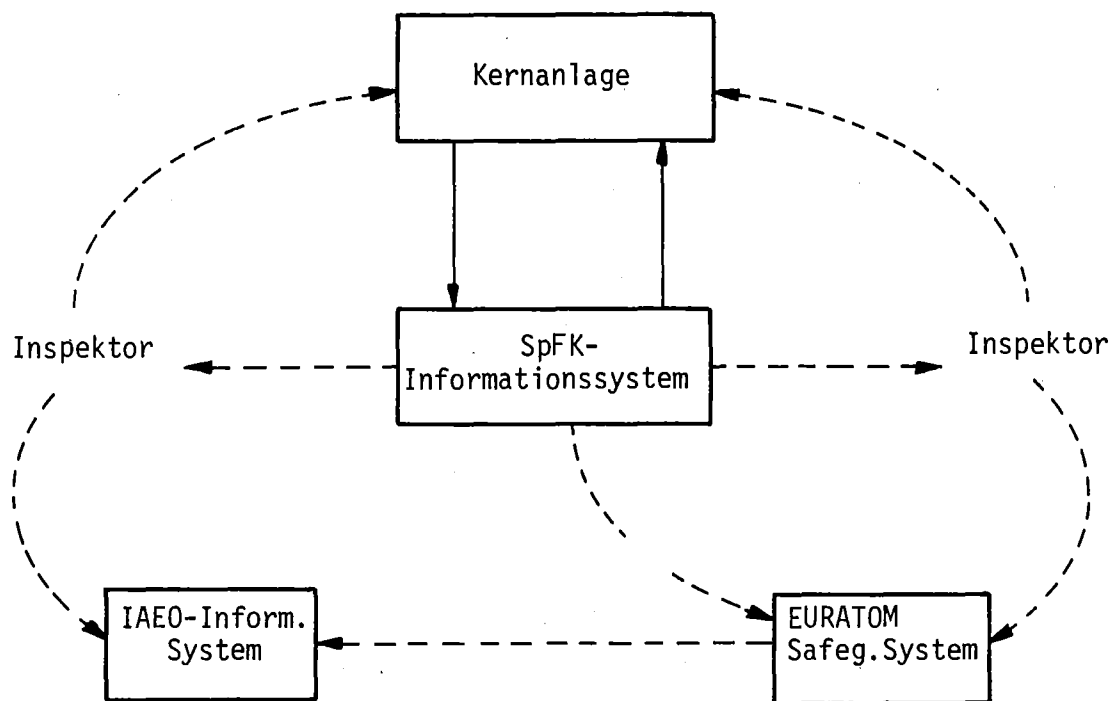 Kernanlage
Inspektor
SpFK-
Informationssystem
Inspektor
IAEO-Inform.
System
EURATOM
Safeg.System